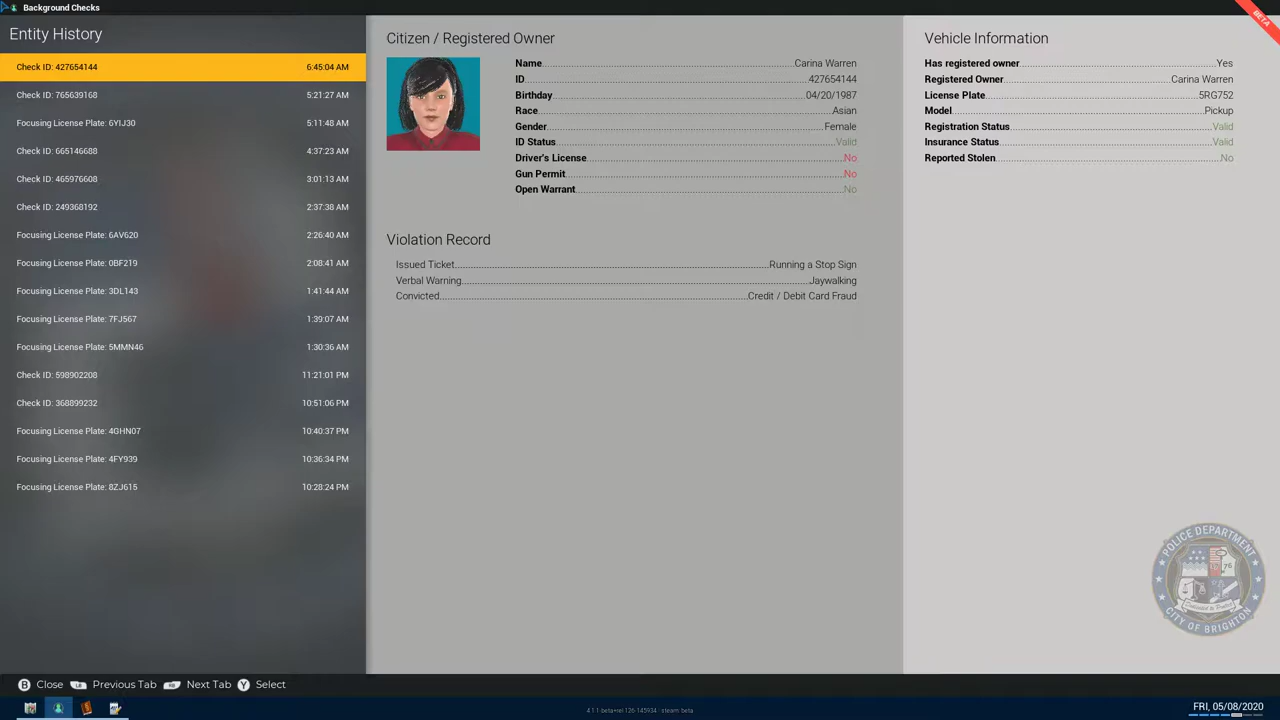 Background Checks
BETA
Entity History
Check ID: 427654144 6:45:04 AM
Check ID: 765639168 5:21:27 AM
Focusing License Plate: 6YIJ30 5:11:48 AM
Check ID: 665146688 4:37:23 AM
Check ID: 465976608 3:01:13 AM
Check ID: 249368192 2:37:38 AM
Focusing License Plate: 6AV620 2:26:40 AM
Focusing License Plate: 0BF219 2:08:41 AM
Focusing License Plate: 3DL143 1:41:44 AM
Focusing License Plate: 7FJ567 1:39:07 AM
Focusing License Plate: 5MMN46 1:30:36 AM
Check ID: 598902208 11:21:01 PM
Check ID: 368899232 10:51:06 PM
Focusing License Plate: 4GHN07 10:40:37 PM
Focusing License Plate: 4FY939 10:36:34 PM
Focusing License Plate: 8ZJ615 10:28:24 PM
Citizen / Registered Owner
Name Carina Warren
ID 427654144
Birthday 04/20/1987
Race Asian
Gender Female
ID Status Valid
Driver's License No
Gun Permit No
Open Warrant No
Violation Record
Issued Ticket Running a Stop Sign
Verbal Warning Jaywalking
Convicted Credit / Debit Card Fraud
Vehicle Information
Has registered owner Yes
Registered Owner Carina Warren
License Plate 5RG752
Model Pickup
Registration Status Valid
Insurance Status Valid
Reported Stolen No
POLICE DEPARTMENT
CITY OF BRIGHTON
B Close LB Previous Tab RB Next Tab Y Select
FRI, 05/08/2020